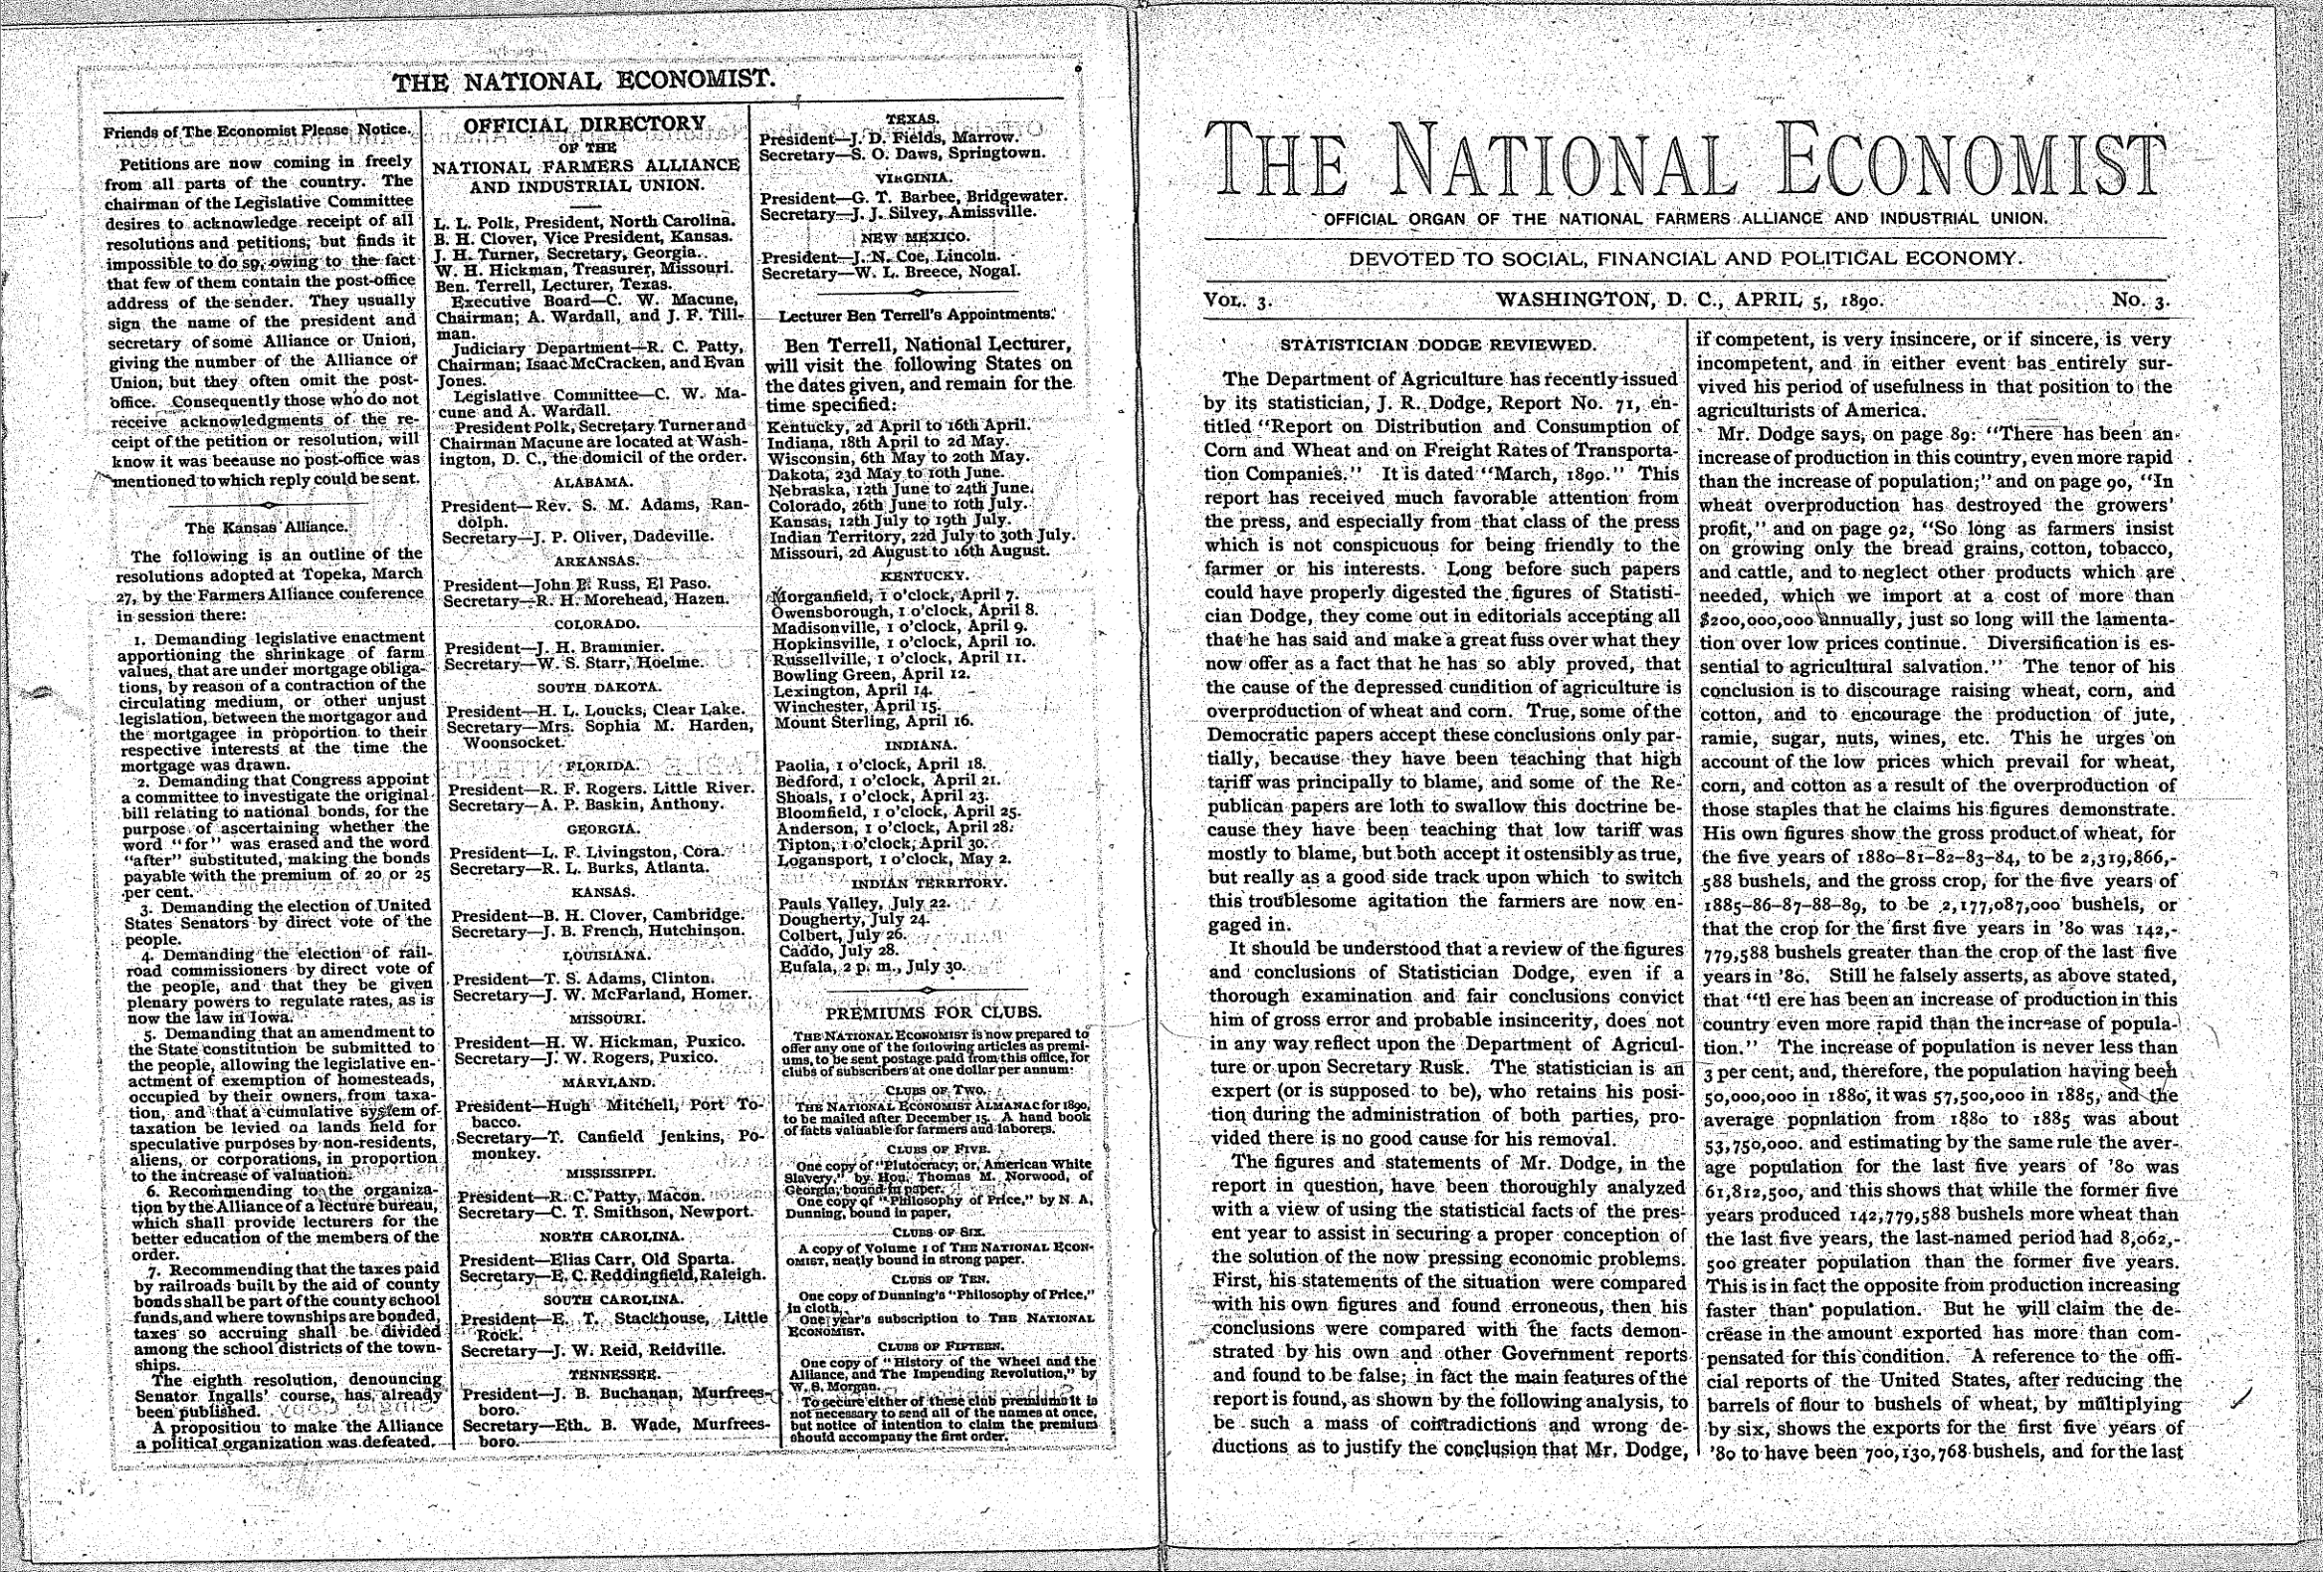 THE NATIONAL ECONOMIST.
Friends of The Economist Please Notice.
Petitions are now coming in freely
from all parts of the country. The
chairman of the Legislative Committee
desires to acknowledge receipt of all
resolutions and petitions, but finds it
impossible to do so, owing to the fact
that few of them contain the post-office
address of the sender. They usually
sign the name of the president and
secretary of some Alliance or Union,
giving the number of the Alliance or
Union, but they often omit the post-
office. Consequently those who do not
receive acknowledgments of the re-
ceipt of the petition or resolution, will
know it was because no post-office was
mentioned to which reply could be sent.
The Kansas Alliance.
The following is an outline of the
resolutions adopted at Topeka, March
27, by the Farmers Alliance conference
in session there:
1. Demanding legislative enactment
apportioning the shrinkage of farm
values, that are under mortgage obliga-
tions, by reason of a contraction of the
circulating medium, or other unjust
legislation, between the mortgagor and
the mortgagee in proportion to their
respective interests at the time the
mortgage was drawn.
2. Demanding that Congress appoint
a committee to investigate the original
bill relating to national bonds, for the
purpose of ascertaining whether the
word "for" was erased and the word
"after" substituted, making the bonds
payable with the premium of 20 or 25
per cent.
3. Demanding the election of United
States Senators by direct vote of the
people.
4. Demanding the election of rail-
road commissioners by direct vote of
the people, and that they be given
plenary powers to regulate rates, as is
now the law in Iowa.
5. Demanding that an amendment to
the State constitution be submitted to
the people, allowing the legislative en-
actment of exemption of homesteads,
occupied by their owners, from taxa-
tion, and that a cumulative system of
taxation be levied on lands held for
speculative purposes by non-residents,
aliens, or corporations, in proportion
to the increase of valuation.
6. Recommending to the organiza-
tion by the Alliance of a lecture bureau,
which shall provide lecturers for the
better education of the members of the
order.
7. Recommending that the taxes paid
by railroads built by the aid of county
bonds shall be part of the county school
funds, and where townships are bonded,
taxes so accruing shall be divided
among the school districts of the town-
ships.
The eighth resolution, denouncing
Senator Ingalls' course, has already
been published.
A proposition to make the Alliance
a political organization was defeated.
OFFICIAL DIRECTORY
OF THE
NATIONAL FARMERS ALLIANCE
AND INDUSTRIAL UNION.
L. L. Polk, President, North Carolina.
B. H. Clover, Vice President, Kansas.
J. H. Turner, Secretary, Georgia.
W. H. Hickman, Treasurer, Missouri.
Ben. Terrell, Lecturer, Texas.
Executive Board—C. W. Macune,
Chairman; A. Wardall, and J. F. Till-
man.
Judiciary Department—R. C. Patty,
Chairman; Isaac McCracken, and Evan
Jones.
Legislative Committee—C. W. Ma-
cune and A. Wardall.
President Polk, Secretary Turner and
Chairman Macune are located at Wash-
ington, D. C., the domicil of the order.
ALABAMA.
President—Rev. S. M. Adams, Ran-
dolph.
Secretary—J. P. Oliver, Dadeville.
ARKANSAS.
President—John P. Russ, El Paso.
Secretary—R. H. Morehead, Hazen.
COLORADO.
President—J. H. Brammier.
Secretary—W. S. Starr, Hoelme.
SOUTH DAKOTA.
President—H. L. Loucks, Clear Lake.
Secretary—Mrs. Sophia M. Harden,
Woonsocket.
FLORIDA.
President—R. F. Rogers. Little River.
Secretary—A. P. Baskin, Anthony.
GEORGIA.
President—L. F. Livingston, Cora.
Secretary—R. L. Burks, Atlanta.
KANSAS.
President—B. H. Clover, Cambridge.
Secretary—J. B. French, Hutchinson.
LOUISIANA.
President—T. S. Adams, Clinton.
Secretary—J. W. McFarland, Homer.
MISSOURI.
President—H. W. Hickman, Puxico.
Secretary—J. W. Rogers, Puxico.
MARYLAND.
President—Hugh Mitchell, Port To-
bacco.
Secretary—T. Canfield Jenkins, Po-
monkey.
MISSISSIPPI.
President—R. C. Patty, Macon.
Secretary—C. T. Smithson, Newport.
NORTH CAROLINA.
President—Elias Carr, Old Sparta.
Secretary—E. C. Reddingfield, Raleigh.
SOUTH CAROLINA.
President—E. T. Stackhouse, Little
Rock.
Secretary—J. W. Reid, Reidville.
TENNESSEE.
President—J. B. Buchanan, Murfrees-
boro.
Secretary—Eth. B. Wade, Murfrees-
boro.
TEXAS.
President—J. D. Fields, Marrow.
Secretary—S. O. Daws, Springtown.
VIRGINIA.
President—G. T. Barbee, Bridgewater.
Secretary—J. J. Silvey, Amissville.
NEW MEXICO.
President—J. N. Coe, Lincoln.
Secretary—W. L. Breece, Nogal.
Lecturer Ben Terrell's Appointments.
Ben Terrell, National Lecturer,
will visit the following States on
the dates given, and remain for the
time specified:
Kentucky, 2d April to 16th April.
Indiana, 18th April to 2d May.
Wisconsin, 6th May to 20th May.
Dakota, 23d May to 10th June.
Nebraska, 12th June to 24th June.
Colorado, 26th June to 10th July.
Kansas, 12th July to 19th July.
Indian Territory, 22d July to 30th July.
Missouri, 2d August to 16th August.
KENTUCKY.
Morganfield, 1 o'clock, April 7.
Owensborough, 1 o'clock, April 8.
Madisonville, 1 o'clock, April 9.
Hopkinsville, 1 o'clock, April 10.
Russellville, 1 o'clock, April 11.
Bowling Green, April 12.
Lexington, April 14.
Winchester, April 15.
Mount Sterling, April 16.
INDIANA.
Paolia, 1 o'clock, April 18.
Bedford, 1 o'clock, April 21.
Shoals, 1 o'clock, April 23.
Bloomfield, 1 o'clock, April 25.
Anderson, 1 o'clock, April 28.
Tipton, 1 o'clock, April 30.
Logansport, 1 o'clock, May 2.
INDIAN TERRITORY.
Pauls Valley, July 22.
Dougherty, July 24.
Colbert, July 26.
Caddo, July 28.
Eufala, 2 p. m., July 30.
PREMIUMS FOR CLUBS.
THE NATIONAL ECONOMIST is now prepared to
offer any one of the following articles as premi-
ums, to be sent postage paid from this office, for
clubs of subscribers at one dollar per annum:
CLUBS OF TWO.
THE NATIONAL ECONOMIST ALMANAC for 1890,
to be mailed after December 15. A hand book
of facts valuable for farmers and laborers.
CLUBS OF FIVE.
One copy of "Plutocracy; or, American White
Slavery," by Hon. Thomas M. Norwood, of
Georgia; bound in paper.
One copy of "Philosophy of Price," by N. A.
Dunning, bound in paper,
CLUBS OF SIX.
A copy of Volume 1 of THE NATIONAL ECON-
OMIST, neatly bound in strong paper.
CLUBS OF TEN.
One copy of Dunning's "Philosophy of Price,"
in cloth.
One year's subscription to THE NATIONAL
ECONOMIST.
CLUBS OF FIFTEEN.
One copy of "History of the Wheel and the
Alliance, and The Impending Revolution," by
W. S. Morgan.
To secure either of these club premiums it is
not necessary to send all of the names at once,
but notice of intention to claim the premium
should accompany the first order.
THE NATIONAL ECONOMIST
OFFICIAL ORGAN OF THE NATIONAL FARMERS ALLIANCE AND INDUSTRIAL UNION.
DEVOTED TO SOCIAL, FINANCIAL AND POLITICAL ECONOMY.
VOL. 3. WASHINGTON, D. C., APRIL 5, 1890. No. 3.
STATISTICIAN DODGE REVIEWED.
The Department of Agriculture has recently issued
by its statistician, J. R. Dodge, Report No. 71, en-
titled "Report on Distribution and Consumption of
Corn and Wheat and on Freight Rates of Transporta-
tion Companies." It is dated "March, 1890." This
report has received much favorable attention from
the press, and especially from that class of the press
which is not conspicuous for being friendly to the
farmer or his interests. Long before such papers
could have properly digested the figures of Statisti-
cian Dodge, they come out in editorials accepting all
that he has said and make a great fuss over what they
now offer as a fact that he has so ably proved, that
the cause of the depressed cundition of agriculture is
overproduction of wheat and corn. True, some of the
Democratic papers accept these conclusions only par-
tially, because they have been teaching that high
tariff was principally to blame, and some of the Re-
publican papers are loth to swallow this doctrine be-
cause they have been teaching that low tariff was
mostly to blame, but both accept it ostensibly as true,
but really as a good side track upon which to switch
this troublesome agitation the farmers are now en-
gaged in.
It should be understood that a review of the figures
and conclusions of Statistician Dodge, even if a
thorough examination and fair conclusions convict
him of gross error and probable insincerity, does not
in any way reflect upon the Department of Agricul-
ture or upon Secretary Rusk. The statistician is an
expert (or is supposed to be), who retains his posi-
tion during the administration of both parties, pro-
vided there is no good cause for his removal.
The figures and statements of Mr. Dodge, in the
report in question, have been thoroughly analyzed
with a view of using the statistical facts of the pres-
ent year to assist in securing a proper conception of
the solution of the now pressing economic problems.
First, his statements of the situation were compared
with his own figures and found erroneous, then his
conclusions were compared with the facts demon-
strated by his own and other Government reports
and found to be false; in fact the main features of the
report is found, as shown by the following analysis, to
be such a mass of contradictions and wrong de-
ductions as to justify the conclusion that Mr. Dodge,
if competent, is very insincere, or if sincere, is very
incompetent, and in either event has entirely sur-
vived his period of usefulness in that position to the
agriculturists of America.
Mr. Dodge says, on page 89: "There has been an
increase of production in this country, even more rapid
than the increase of population;" and on page 90, "In
wheat overproduction has destroyed the growers'
profit," and on page 92, "So long as farmers insist
on growing only the bread grains, cotton, tobacco,
and cattle, and to neglect other products which are
needed, which we import at a cost of more than
$200,000,000 annually, just so long will the lamenta-
tion over low prices continue. Diversification is es-
sential to agricultural salvation." The tenor of his
conclusion is to discourage raising wheat, corn, and
cotton, and to encourage the production of jute,
ramie, sugar, nuts, wines, etc. This he urges on
account of the low prices which prevail for wheat,
corn, and cotton as a result of the overproduction of
those staples that he claims his figures demonstrate.
His own figures show the gross product of wheat, for
the five years of 1880-81-82-83-84, to be 2,319,866,-
588 bushels, and the gross crop, for the five years of
1885-86-87-88-89, to be 2,177,087,000 bushels, or
that the crop for the first five years in '80 was 142,-
779,588 bushels greater than the crop of the last five
years in '80. Still he falsely asserts, as above stated,
that "tl ere has been an increase of production in this
country even more rapid than the increase of popula-
tion." The increase of population is never less than
3 per cent; and, therefore, the population having been
50,000,000 in 1880, it was 57,500,000 in 1885, and the
average popnlation from 1880 to 1885 was about
53,750,000. and estimating by the same rule the aver-
age population for the last five years of '80 was
61,812,500, and this shows that while the former five
years produced 142,779,588 bushels more wheat than
the last five years, the last-named period had 8,062,-
500 greater population than the former five years.
This is in fact the opposite from production increasing
faster than population. But he will claim the de-
crease in the amount exported has more than com-
pensated for this condition. A reference to the offi-
cial reports of the United States, after reducing the
barrels of flour to bushels of wheat, by multiplying
by six, shows the exports for the first five years of
'80 to have been 700,130,768 bushels, and for the last